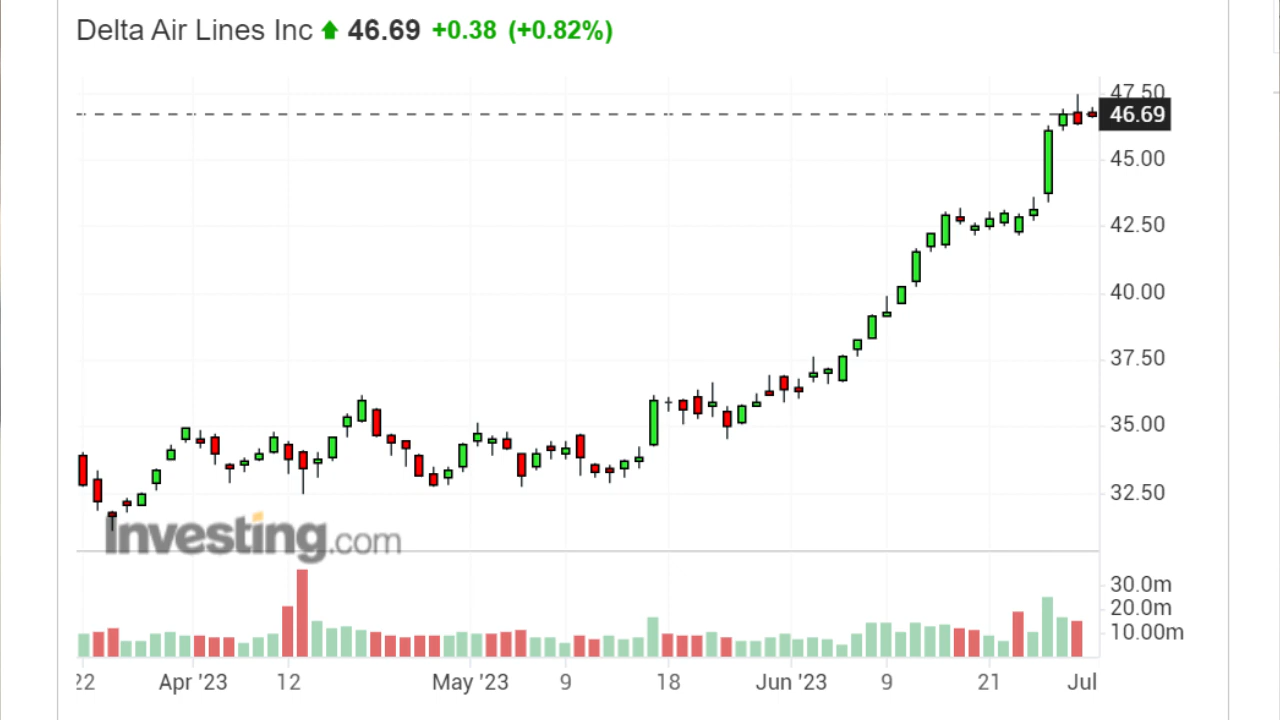 Delta Air Lines Inc 46.69 +0.38 (+0.82%)
47.50
46.69
45.00
42.50
40.00
37.50
35.00
32.50
Investing.com
30.0m
20.0m
10.00m
22 Apr '23 12 May '23 9 18 Jun '23 9 21 Jul